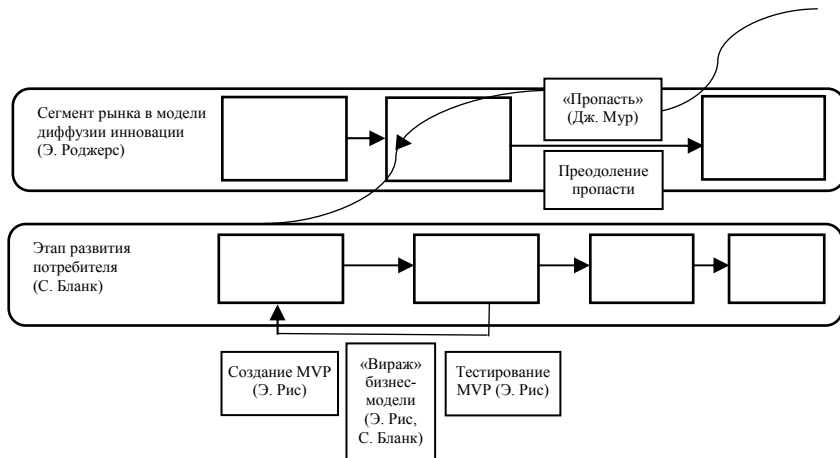 Сегмент рынка в модели
диффузии инновации
(Э. Роджерс)
«Пропасть»
(Дж. Мур)
Преодоление
пропасти
Этап развития
потребителя
(С. Бланк)
Создание MVP
(Э. Рис)
«Вираж»
бизнес-
модели
(Э. Рис,
С. Бланк)
Тестирование
MVP (Э. Рис)